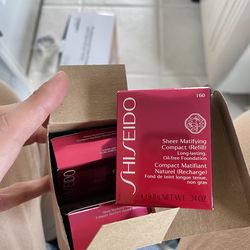 160
SHISEIDO
Sheer Matifying
Compact (Refill)
Long-lasting,
Oil-free Foundation
Compact Matifiant
Naturel (Recharge)
Fond de teint longue tenue,
non gras